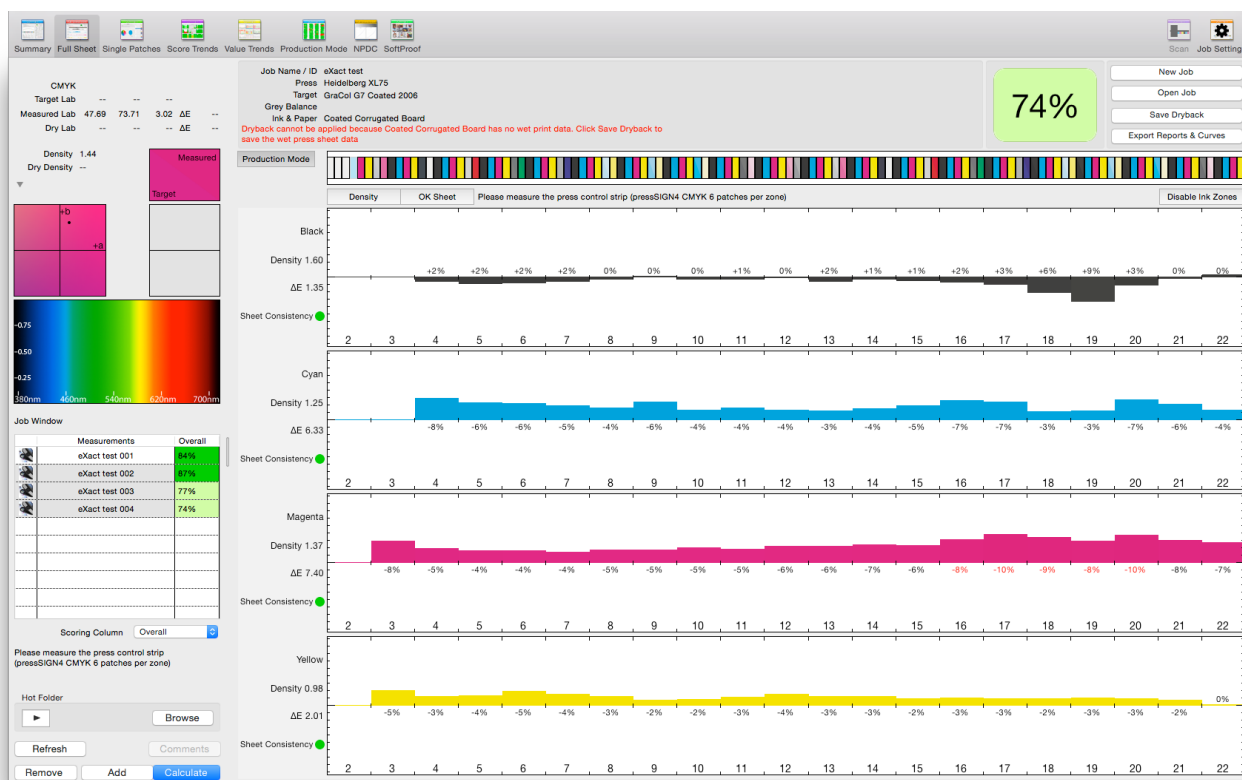 Summary Full Sheet Single Patches Score Trends Value Trends Production Mode NPDC SoftProof Scan Job Setting
CMYK
Target Lab -- -- --
Measured Lab 47.69 73.71 3.02 ΔE --
Dry Lab -- -- -- ΔE --
Density 1.44
Dry Density --
Measured
Target
+b
+a
0.75
0.50
0.25
380nm 460nm 540nm 620nm 700nm
Job Window
Measurements Overall
eXact test 001 84%
eXact test 002 87%
eXact test 003 77%
eXact test 004 74%
Scoring Column Overall
Please measure the press control strip
(pressSIGN4 CMYK 6 patches per zone)
Hot Folder
Browse
Refresh Comments
Remove Add Calculate
Job Name / ID eXact test
Press Heidelberg XL75
Target GraCol G7 Coated 2006
Grey Balance
Ink & Paper Coated Corrugated Board
Dryback cannot be applied because Coated Corrugated Board has no wet print data. Click Save Dryback to
save the wet press sheet data
74%
New Job
Open Job
Save Dryback
Export Reports & Curves
Production Mode
Density OK Sheet Please measure the press control strip (pressSIGN4 CMYK 6 patches per zone) Disable Ink Zones
Black
Density 1.60
+2% +2% +2% +2% 0% 0% 0% +1% 0% +2% +1% +1% +2% +3% +6% +9% +3% 0% 0%
ΔE 1.35
Sheet Consistency
2 3 4 5 6 7 8 9 10 11 12 13 14 15 16 17 18 19 20 21 22
Cyan
Density 1.25
ΔE 6.33
-8% -6% -6% -5% -4% -6% -4% -4% -4% -3% -4% -5% -7% -7% -3% -3% -7% -6% -4%
Sheet Consistency
2 3 4 5 6 7 8 9 10 11 12 13 14 15 16 17 18 19 20 21 22
Magenta
Density 1.37
ΔE 7.40
-8% -5% -4% -4% -4% -5% -5% -5% -5% -6% -6% -7% -6% -8% -10% -9% -8% -10% -8% -7%
Sheet Consistency
2 3 4 5 6 7 8 9 10 11 12 13 14 15 16 17 18 19 20 21 22
Yellow
Density 0.98
ΔE 2.01
-5% -3% -4% -5% -4% -3% -2% -2% -3% -4% -3% -3% -2% -3% -3% -2% -3% -3% -2% 0%
Sheet Consistency
2 3 4 5 6 7 8 9 10 11 12 13 14 15 16 17 18 19 20 21 22